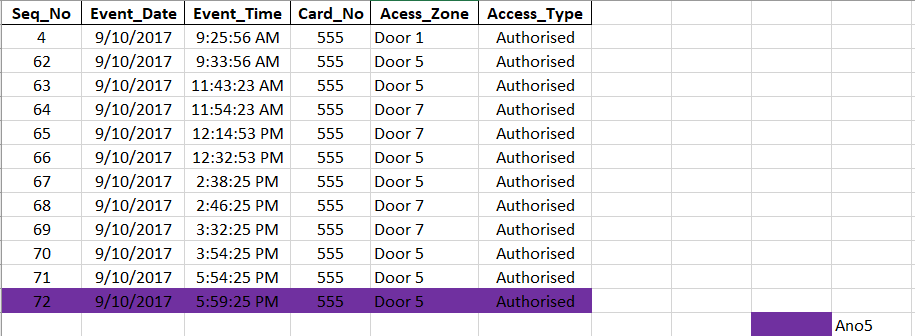 Seq_No Event_Date Event_Time Card_No Acess_Zone Access_Type
4 9/10/2017 9:25:56 AM 555 Door 1 Authorised
62 9/10/2017 9:33:56 AM 555 Door 5 Authorised
63 9/10/2017 11:43:23 AM 555 Door 5 Authorised
64 9/10/2017 11:54:23 AM 555 Door 7 Authorised
65 9/10/2017 12:14:53 PM 555 Door 7 Authorised
66 9/10/2017 12:32:53 PM 555 Door 5 Authorised
67 9/10/2017 2:38:25 PM 555 Door 5 Authorised
68 9/10/2017 2:46:25 PM 555 Door 7 Authorised
69 9/10/2017 3:32:25 PM 555 Door 7 Authorised
70 9/10/2017 3:54:25 PM 555 Door 5 Authorised
71 9/10/2017 5:54:25 PM 555 Door 5 Authorised
72 9/10/2017 5:59:25 PM 555 Door 5 Authorised
Ano5